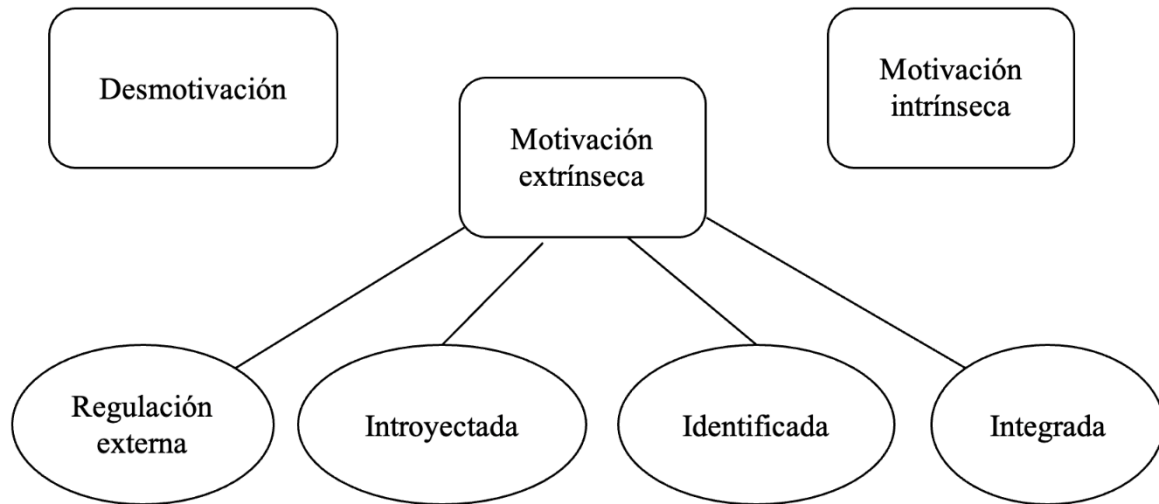 Desmotivación
Motivación
extrínseca
Motivación
intrínseca
Regulación
externa
Introyectada
Identificada
Integrada